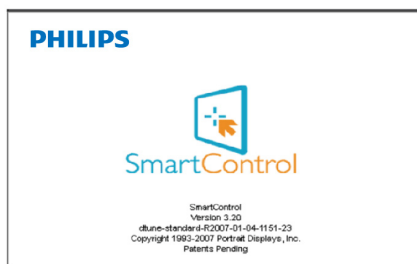 PHILIPS
SmartControl
SmartControl
Version 3.20
dtune-standard-R2007-01-04-1151-23
Copyright 1993-2007 Portrait Displays, Inc.
Patents Pending